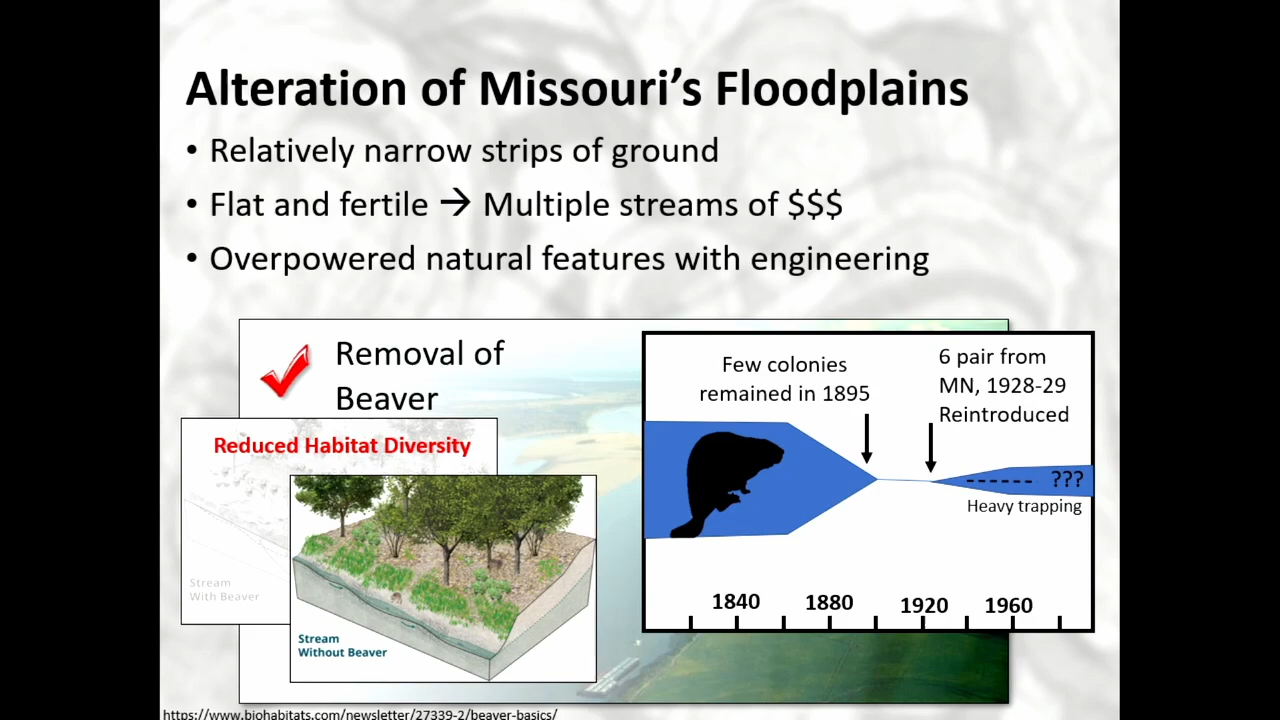 Alteration of Missouri's Floodplains
• Relatively narrow strips of ground
• Flat and fertile → Multiple streams of $$$
• Overpowered natural features with engineering
Removal of
Beaver
Reduced Habitat Diversity
Stream
With Beaver
Stream
Without Beaver
Few colonies
remained in 1895
6 pair from
MN, 1928-29
Reintroduced
???
Heavy trapping
1840 1880 1920 1960
https://www.biohabitats.com/newsletter/27339-2/beaver-basics/